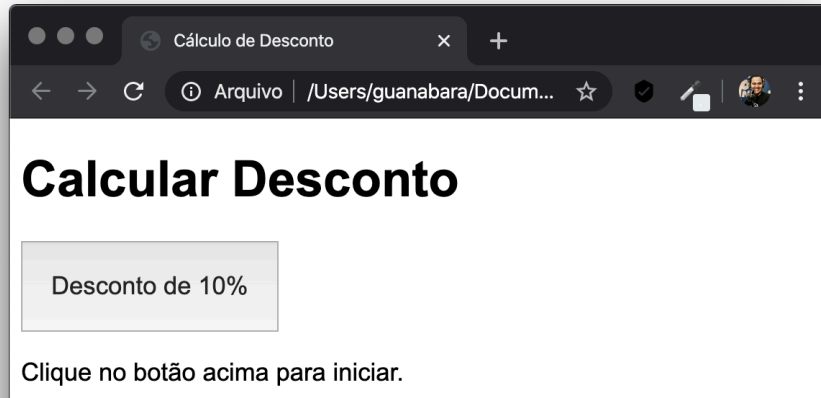 Cálculo de Desconto
Arquivo /Users/guanabara/Docum...
Calcular Desconto
Desconto de 10%
Clique no botão acima para iniciar.